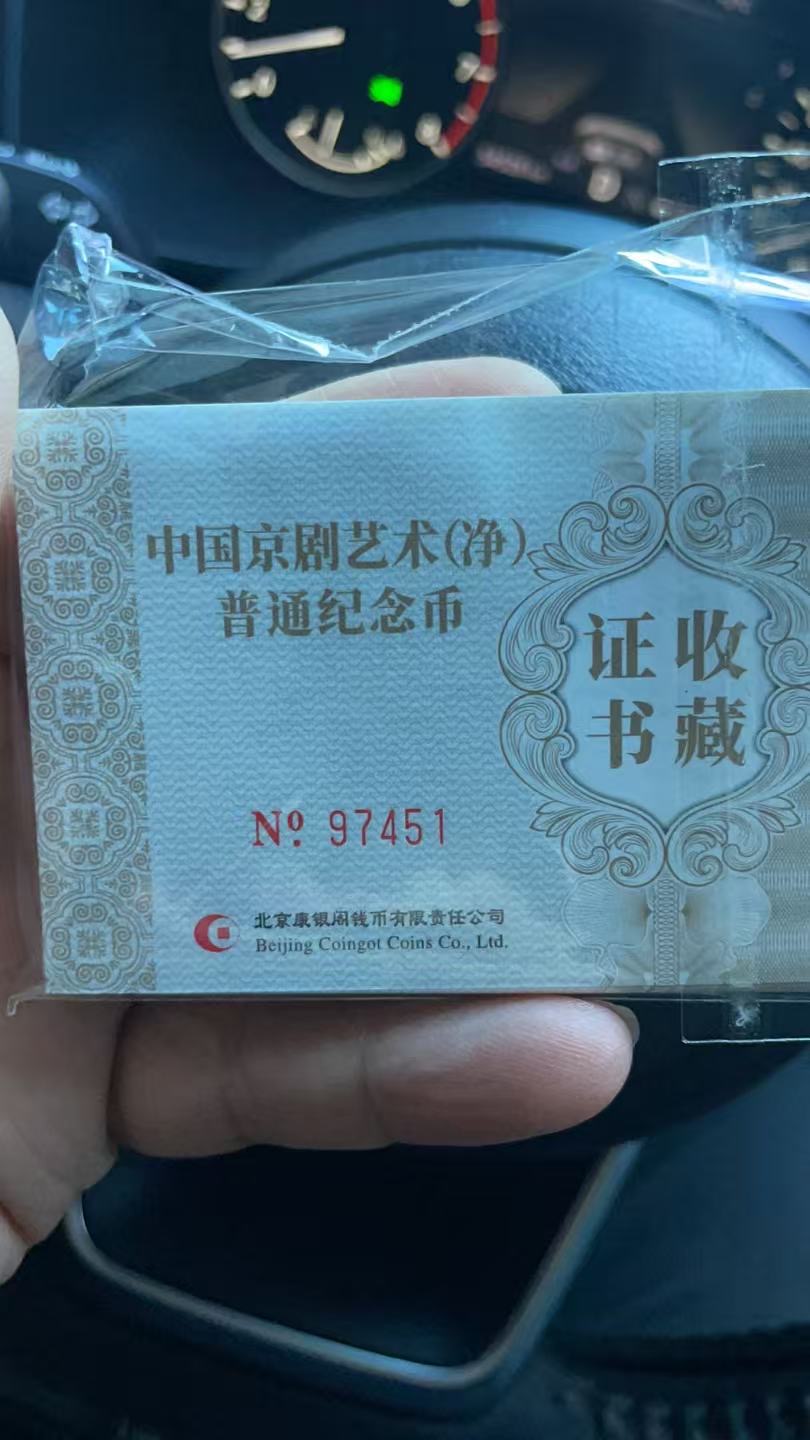 中国京剧艺术(净)
普通纪念币
收藏
证书
Nº 97451
北京康银阁钱币有限责任公司
Beijing Coingot Coins Co., Ltd.